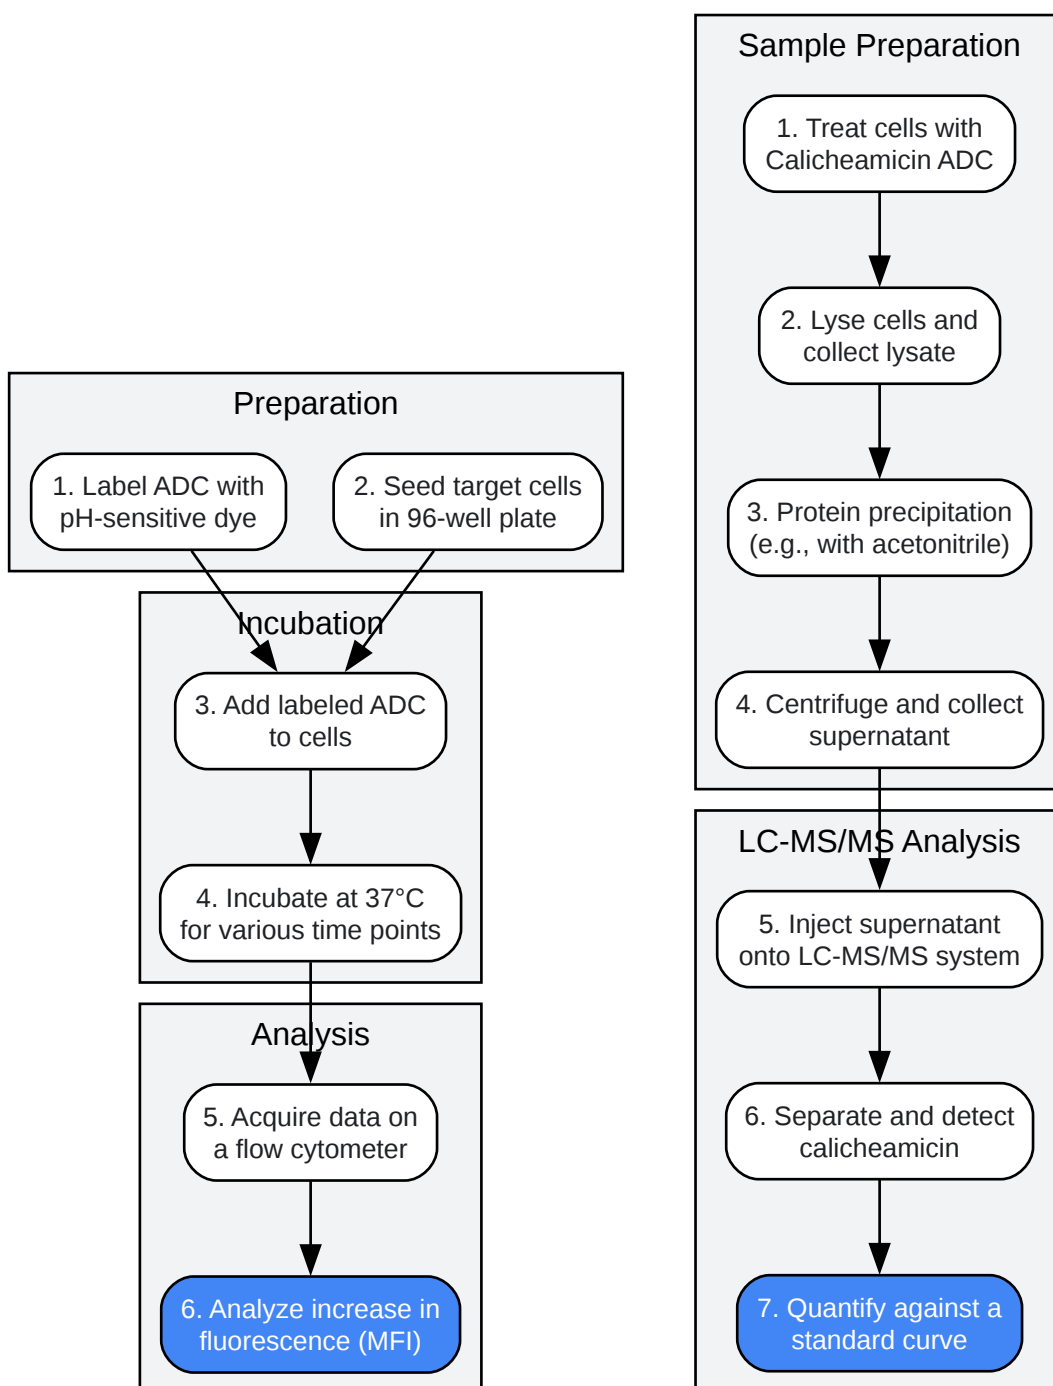 Preparation
1. Label ADC with
pH-sensitive dye
2. Seed target cells
in 96-well plate
Incubation
3. Add labeled ADC
to cells
4. Incubate at 37°C
for various time points
Analysis
5. Acquire data on
a flow cytometer
6. Analyze increase in
fluorescence (MFI)
Sample Preparation
1. Treat cells with
Calicheamicin ADC
2. Lyse cells and
collect lysate
3. Protein precipitation
(e.g., with acetonitrile)
4. Centrifuge and collect
supernatant
LC-MS/MS Analysis
5. Inject supernatant
onto LC-MS/MS system
6. Separate and detect
calicheamicin
7. Quantify against a
standard curve